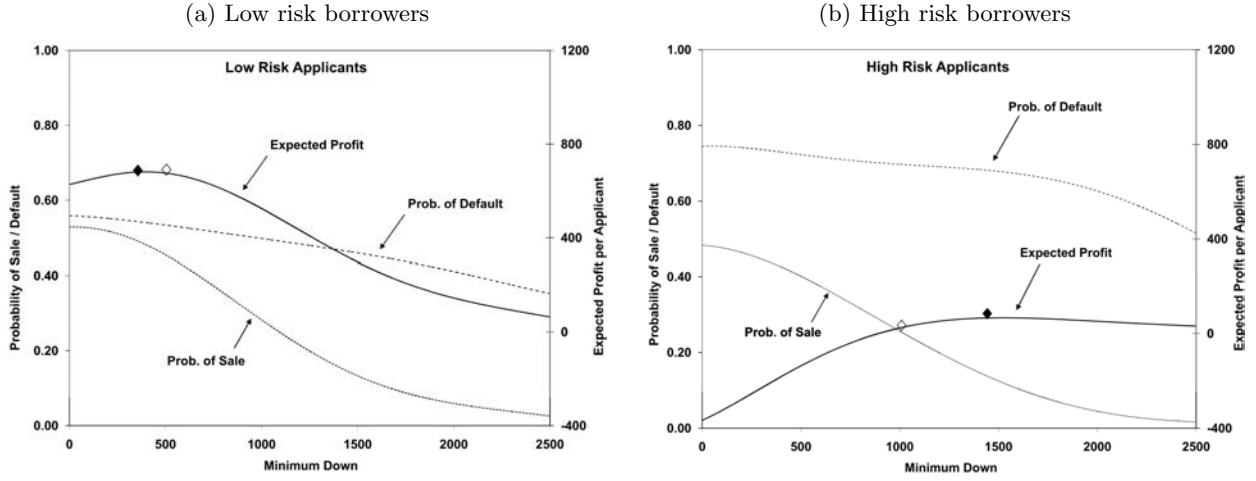 (a) Low risk borrowers
1.00
0.80
0.60
0.40
0.20
0.00
Probability of Sale / Default
Low Risk Applicants
Expected Profit
Prob. of Default
Prob. of Sale
1200
800
400
0
-400
Expected Profit per Applicant
0
500
1000
1500
2000
2500
Minimum Down
(b) High risk borrowers
1.00
0.80
0.60
0.40
0.20
0.00
Probability of Sale / Default
High Risk Applicants
Prob. of Default
Expected Profit
Prob. of Sale
1200
800
400
0
-400
Expected Profit per Applicant
0
500
1000
1500
2000
2500
Minimum Down